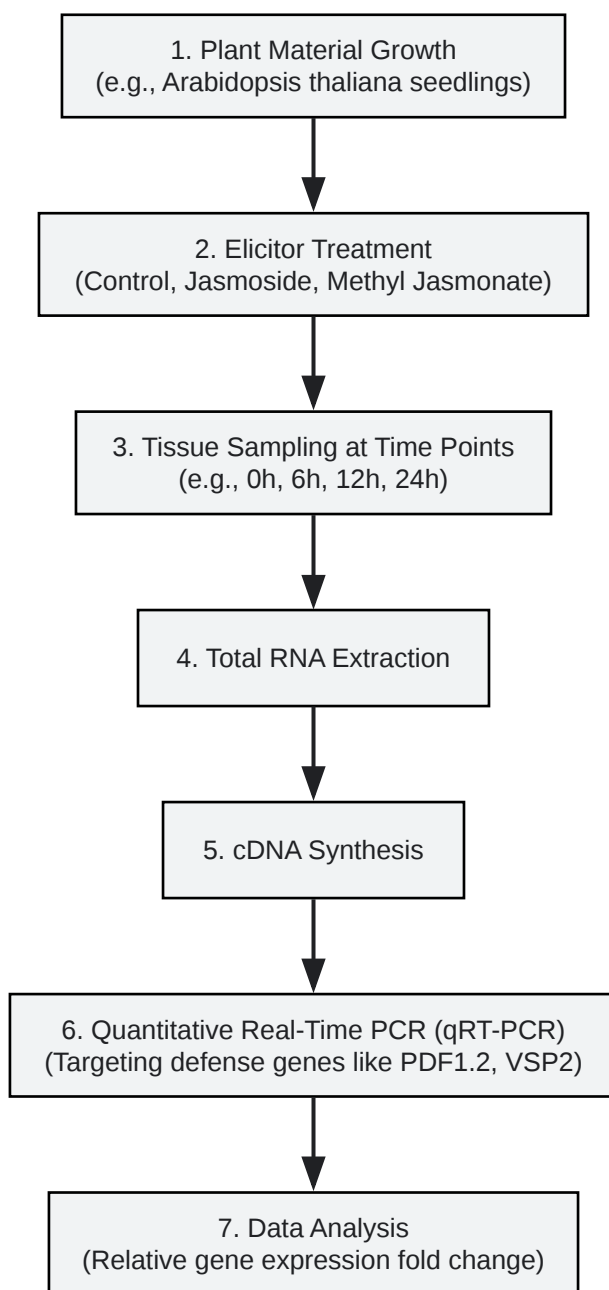 1. Plant Material Growth
(e.g., Arabidopsis thaliana seedlings)
2. Elicitor Treatment
(Control, Jasmoside, Methyl Jasmonate)
3. Tissue Sampling at Time Points
(e.g., 0h, 6h, 12h, 24h)
4. Total RNA Extraction
5. cDNA Synthesis
6. Quantitative Real-Time PCR (qRT-PCR)
(Targeting defense genes like PDF1.2, VSP2)
7. Data Analysis
(Relative gene expression fold change)